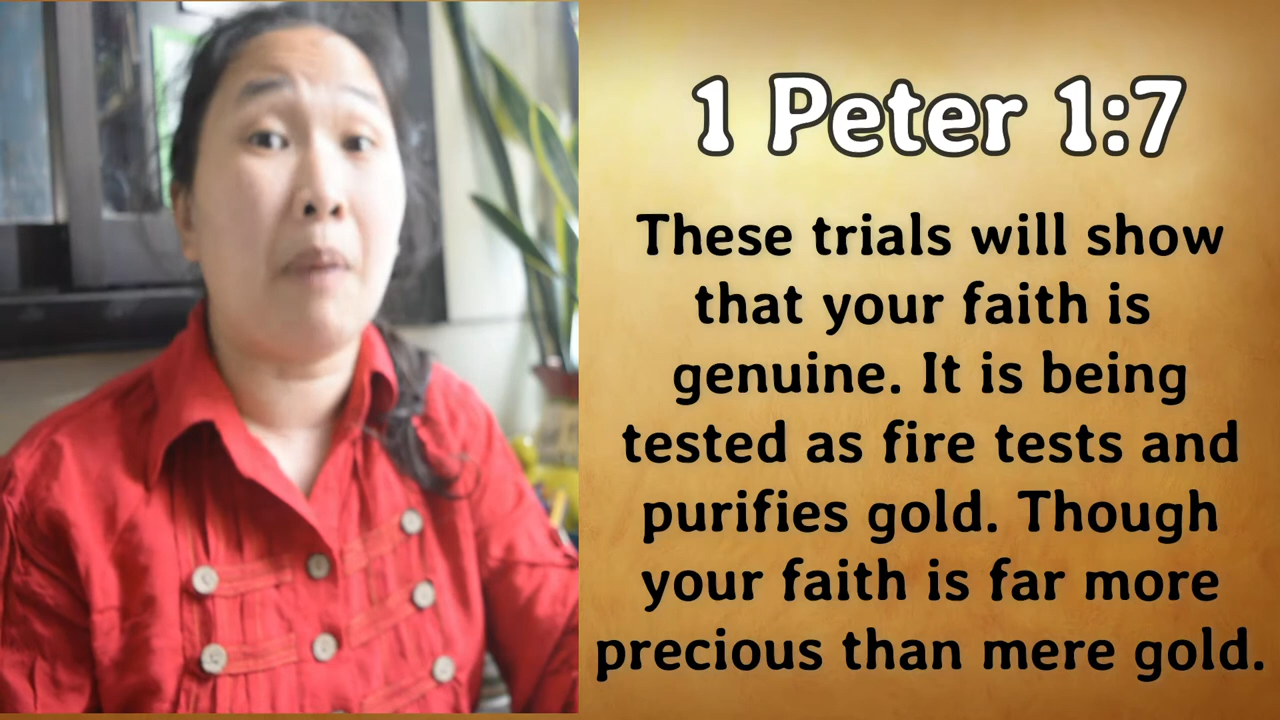 1 Peter 1:7
These trials will show
that your faith is
genuine. It is being
tested as fire tests and
purifies gold. Though
your faith is far more
precious than mere gold.